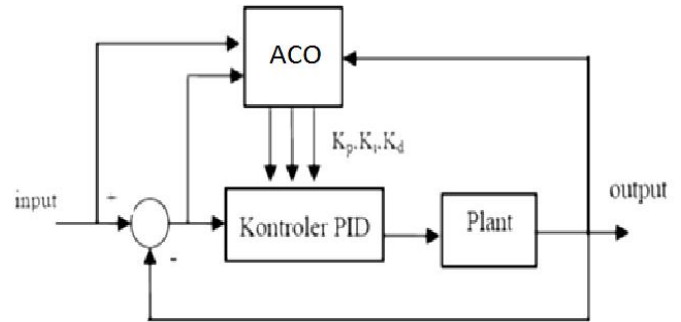 ACO
Kp.Ki.Kd
input
+
Kontroler PID
Plant
output
-